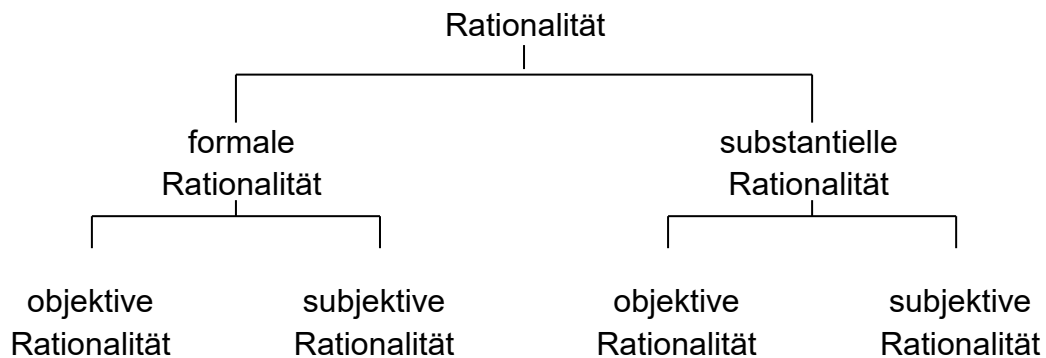 Rationalität
formale
Rationalität
substantielle
Rationalität
objektive
Rationalität
subjektive
Rationalität
objektive
Rationalität
subjektive
Rationalität